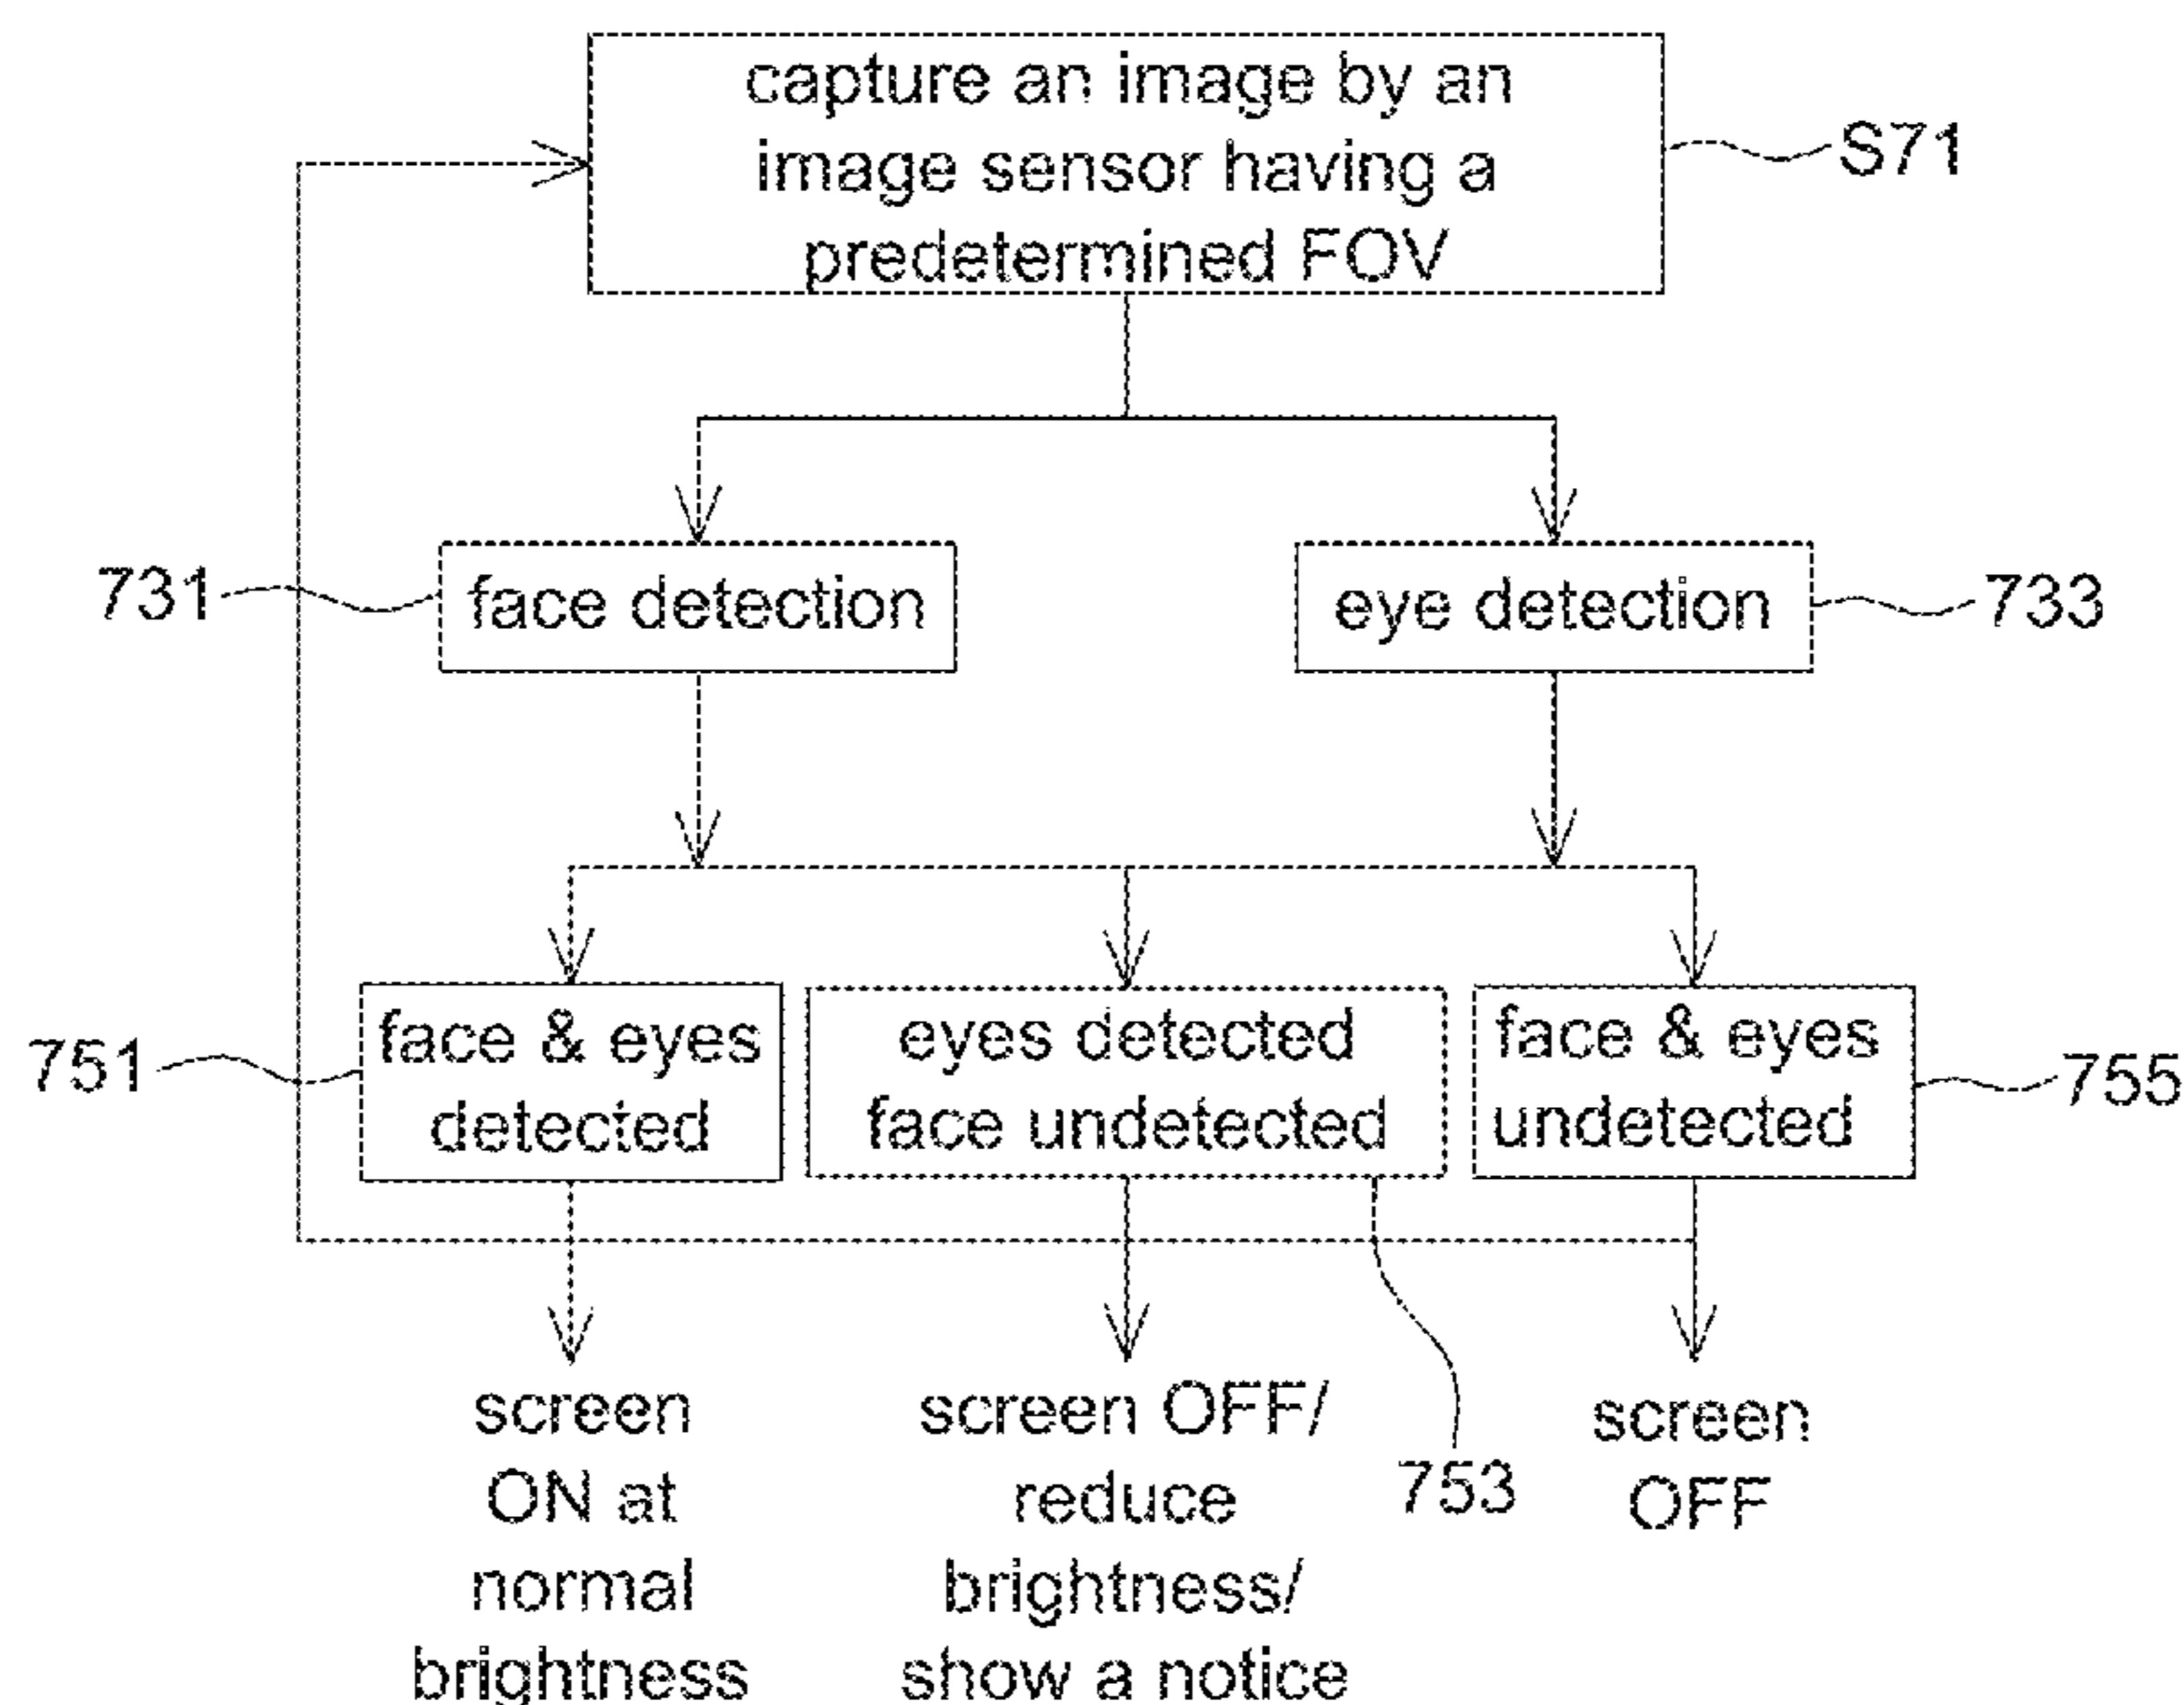 capture an image by an
image sensor having a
predetermined FOV
S71
731
face detection
eye detection
733
751
face & eyes
detected
eyes detected
face undetected
face & eyes
undetected
755
screen
ON at
normal
brightness
screen OFF/
reduce
brightness/
show a notice
753
screen
OFF